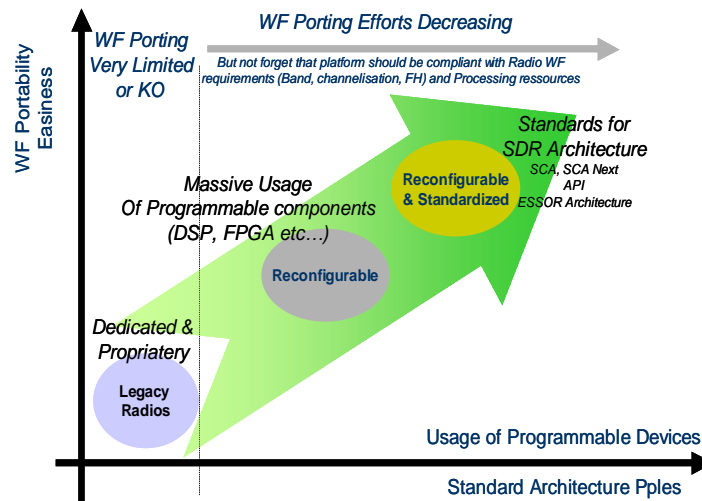 WF Porting
Very Limited
or KO
WF Porting Efforts Decreasing
But not forget that platform should be compliant with Radio WF
requirements (Band, channelisation, FH) and Processing ressources
WF Portability
Easiness
Standards for
SDR Architecture
SCA, SCA Next
API
ESSOR Architecture
Reconfigurable
& Standardized
Massive Usage
Of Programmable components
(DSP, FPGA etc…)
Reconfigurable
Dedicated &
Propriatery
Legacy
Radios
Usage of Programmable Devices
Standard Architecture Pples